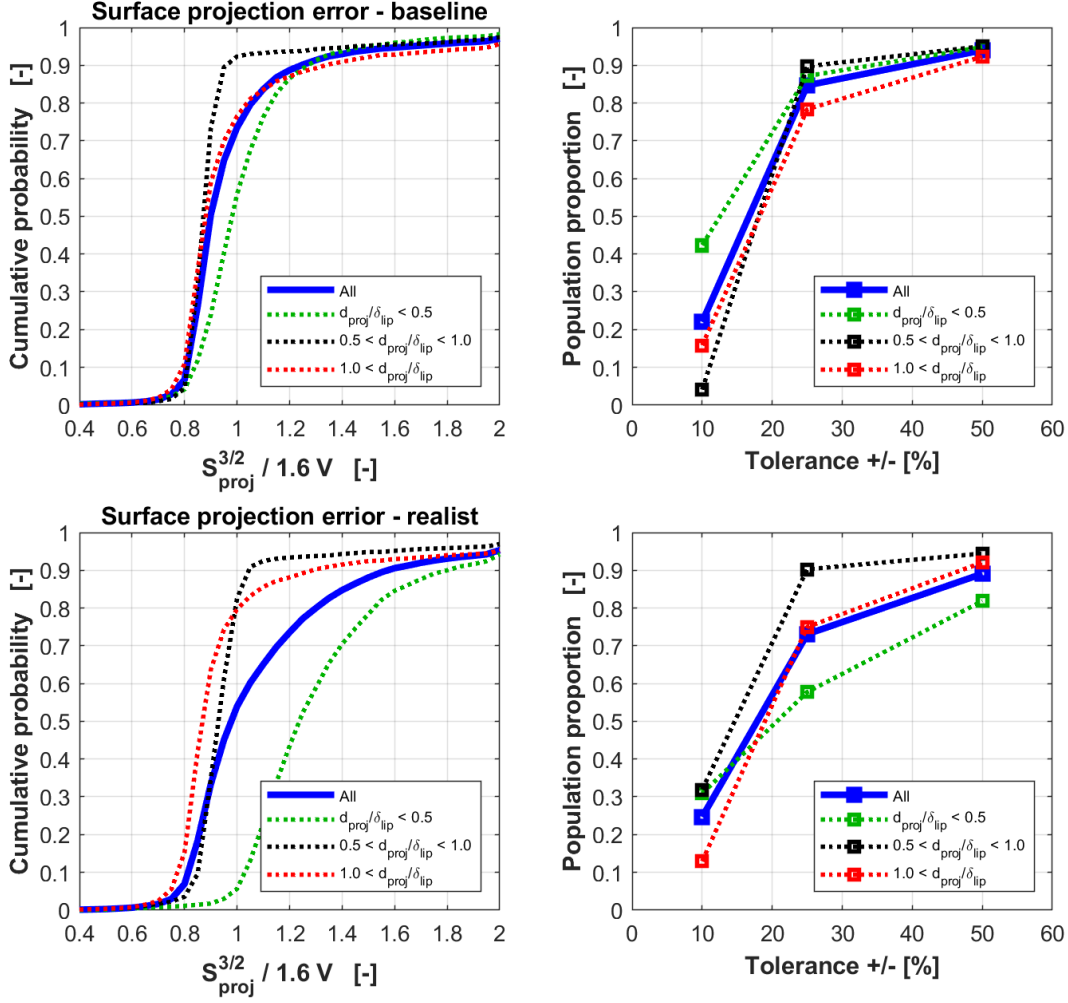 Surface projection error - baseline
Cumulative probability [-]
1
0.9
0.8
0.7
0.6
0.5
0.4
0.3
0.2
0.1
0
0.4 0.6 0.8 1 1.2 1.4 1.6 1.8 2
S_proj^3/2 / 1.6 V [-]
All
d_proj/δ_lip < 0.5
0.5 < d_proj/δ_lip < 1.0
1.0 < d_proj/δ_lip
Population proportion [-]
1
0.9
0.8
0.7
0.6
0.5
0.4
0.3
0.2
0.1
0
0 10 20 30 40 50 60
Tolerance +/- [%]
All
d_proj/δ_lip < 0.5
0.5 < d_proj/δ_lip < 1.0
1.0 < d_proj/δ_lip
Surface projection errior - realist
Cumulative probability [-]
1
0.9
0.8
0.7
0.6
0.5
0.4
0.3
0.2
0.1
0
0.4 0.6 0.8 1 1.2 1.4 1.6 1.8 2
S_proj^3/2 / 1.6 V [-]
All
d_proj/δ_lip < 0.5
0.5 < d_proj/δ_lip < 1.0
1.0 < d_proj/δ_lip
Population proportion [-]
1
0.9
0.8
0.7
0.6
0.5
0.4
0.3
0.2
0.1
0
0 10 20 30 40 50 60
Tolerance +/- [%]
All
d_proj/δ_lip < 0.5
0.5 < d_proj/δ_lip < 1.0
1.0 < d_proj/δ_lip